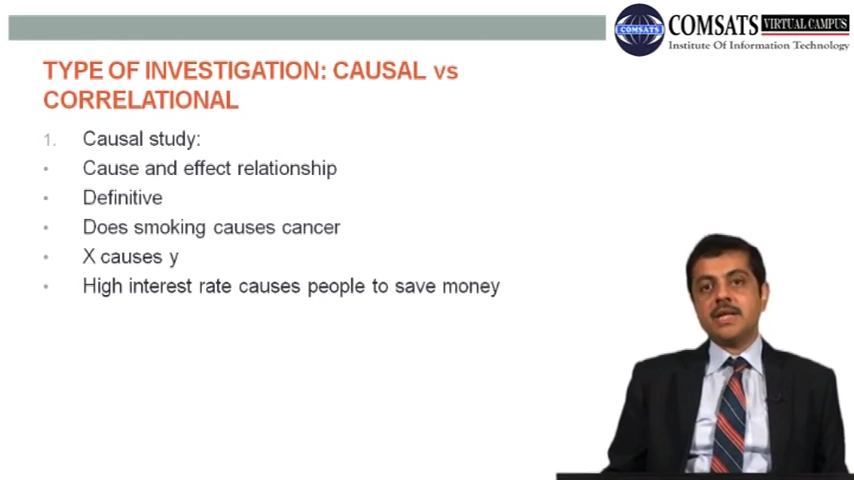 COMSATS
COMSATS VIRTUAL CAMPUS
Institute Of Information Technology
TYPE OF INVESTIGATION: CAUSAL vs
CORRELATIONAL
1. Causal study:
• Cause and effect relationship
• Definitive
• Does smoking causes cancer
• X causes y
• High interest rate causes people to save money